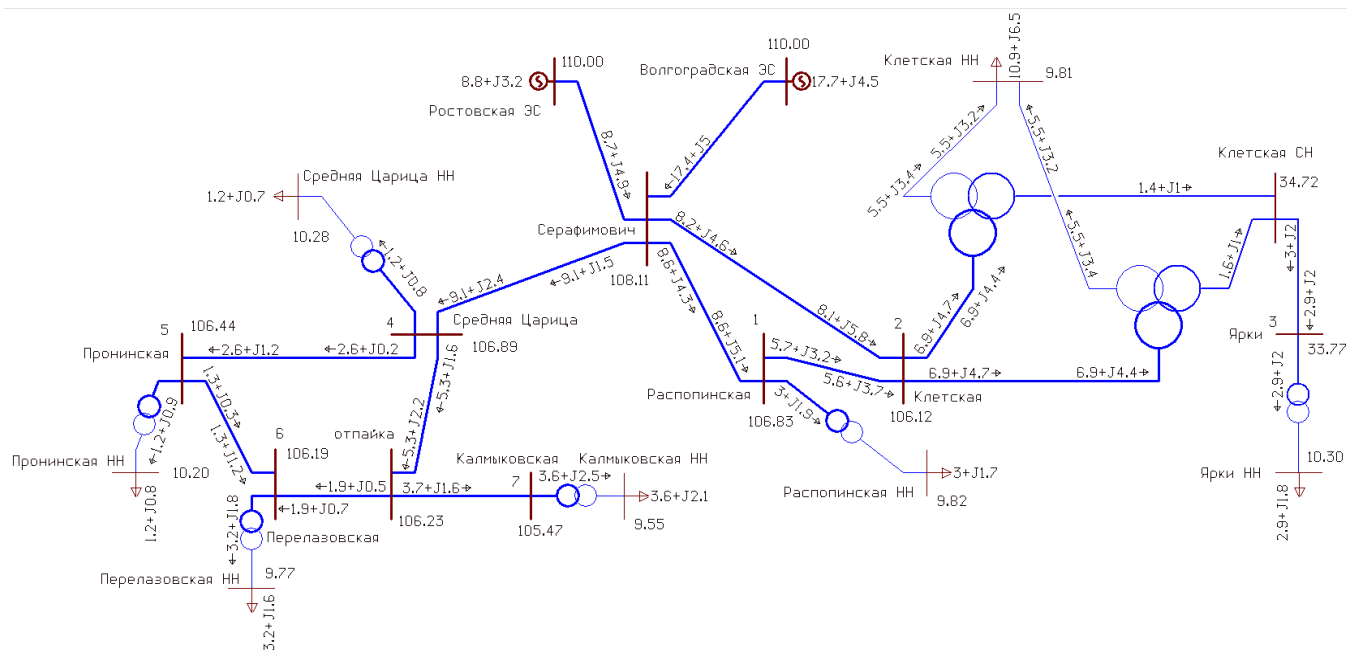 110.00
8.8+J3.2
Ростовская ЭС
110.00
Волгоградская ЭС
17.7+J4.5
8.7+J4.9
17.4+J5
Клетская НН
10.9+J6.5
9.81
5.5+J3.2
5.5+J3.2
5.5+J3.4
5.5+J3.4
Клетская СН
34.72
1.4+J1
1.6+J1
3+J2
2.9+J2
Средняя Царица НН
1.2+J0.7
10.28
1.2+J0.8
Серафимович
108.11
8.2+J4.6
8.1+J5.8
8.6+J4.3
8.6+J5.1
9.1+J1.5
9.1+J2.4
4
Средняя Царица
106.89
5
106.44
Пронинская
2.6+J1.2
2.6+J0.2
5.3+J1.6
5.3+J2.2
1.3+J0.3
1.3+J1.2
1.2+J0.9
Пронинская НН
10.20
1.2+J0.8
6
106.19
Перелазовская
отпайка
106.23
1.9+J0.5
1.9+J0.7
3.7+J1.6
3.2+J1.8
Перелазовская НН
9.77
3.2+J1.6
Калмыковская
7
105.47
3.6+J2.5
Калмыковская НН
3.6+J2.1
9.55
1
Распопинская
106.83
5.7+J3.2
5.6+J3.7
3+J1.9
Распопинская НН
3+J1.7
9.82
2
Клетская
106.12
6.9+J4.7
6.9+J4.4
6.9+J4.7
6.9+J4.4
3
Ярки
33.77
2.9+J2
10.30
Ярки НН
2.9+J1.8